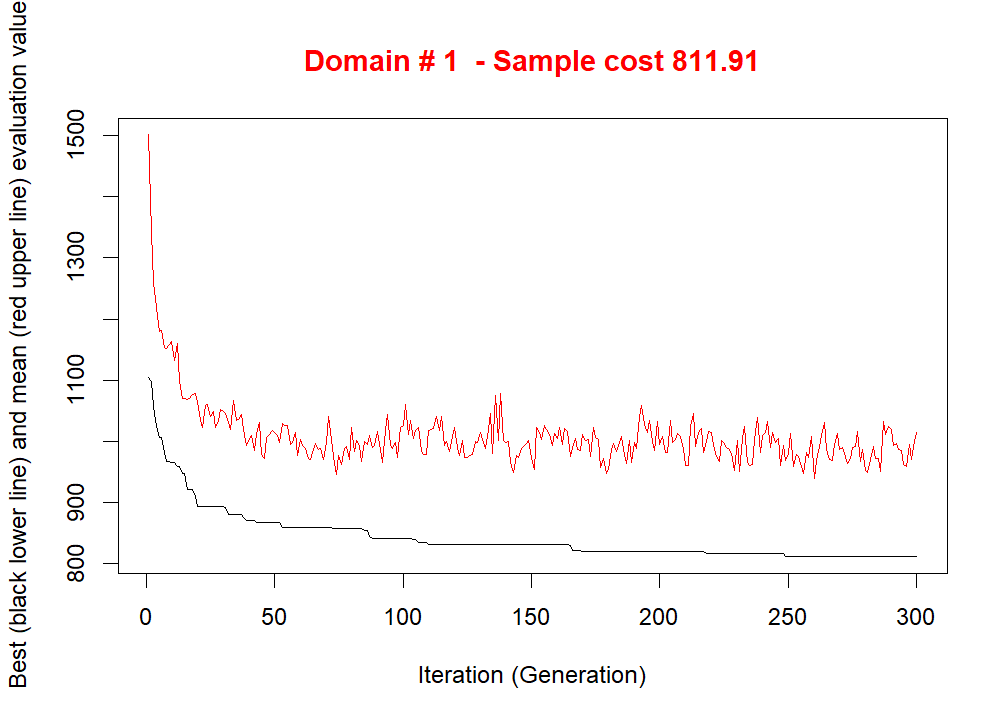 Domain # 1  - Sample cost 811.91
Best (black lower line) and mean (red upper line) evaluation value
1500
1300
1100
900
800
0 50 100 150 200 250 300
Iteration (Generation)